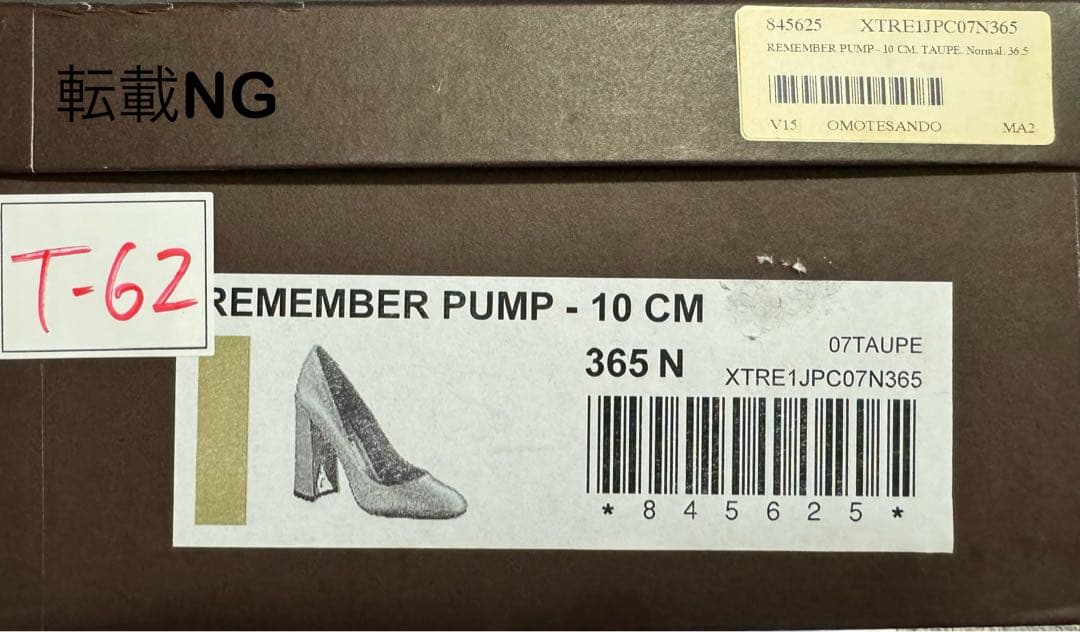 845625 XTRE1JPC07N365
REMEMBER PUMP - 10 CM. TAUPE. Normal. 36.5
V15 OMOTESANDO MA2
転載NG
T-62
REMEMBER PUMP - 10 CM
07TAUPE
365 N
XTRE1JPC07N365
* 8 4 5 6 2 5 *